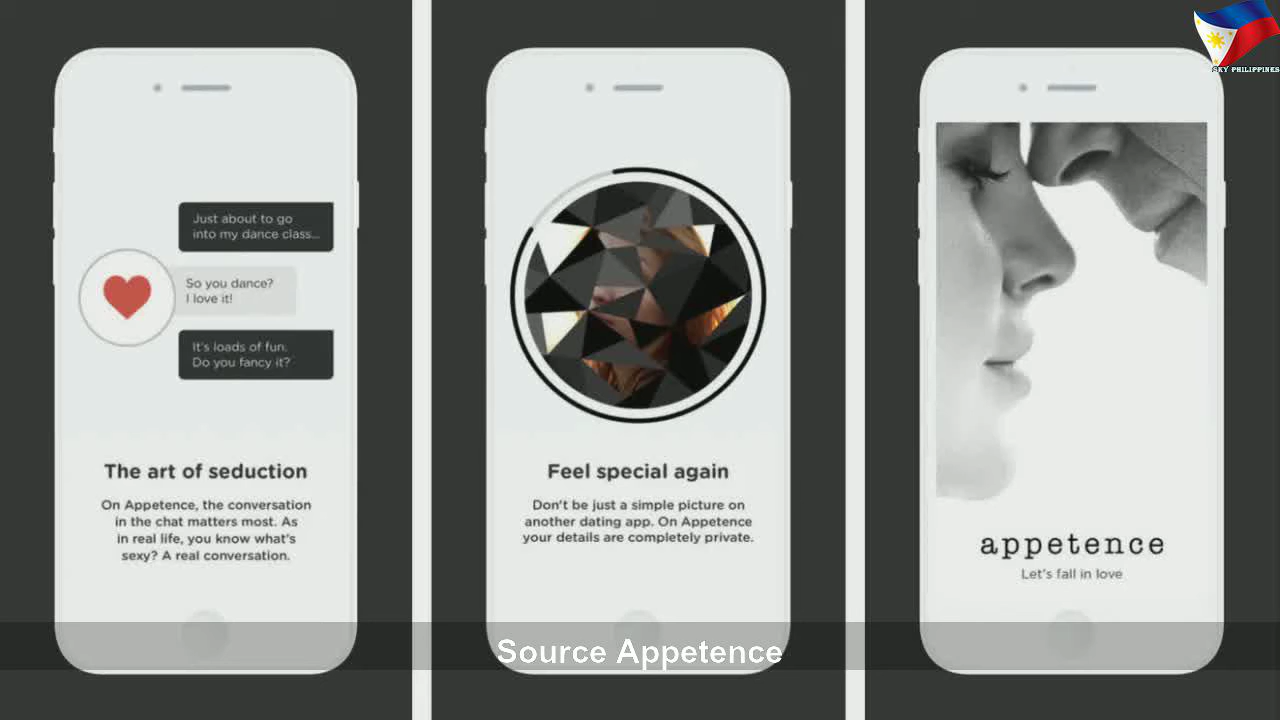 SKY PHILIPPINES
Just about to go
into my dance class...
So you dance?
I love it!
It's loads of fun.
Do you fancy it?
The art of seduction
On Appetence, the conversation
in the chat matters most. As
in real life, you know what's
sexy? A real conversation.
Feel special again
Don't be just a simple picture on
another dating app. On Appetence
your details are completely private.
appetence
Let's fall in love
Source Appetence